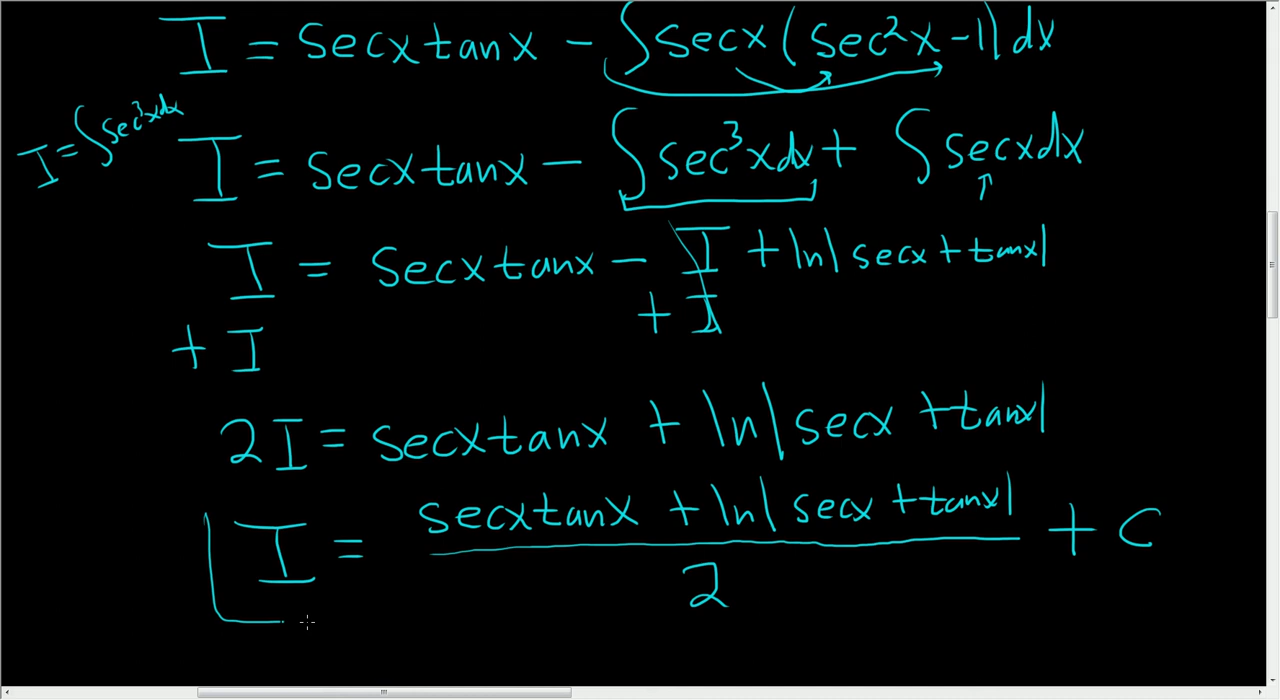 I = secx tanx - ∫ secx (sec²x - 1) dx
I = ∫ sec³x dx
I = secx tanx - ∫ sec³x dx + ∫ secx dx
I = secx tanx - I + ln|secx + tanx|
+ I + I
2I = secx tanx + ln|secx + tanx|
I = \frac{secx tanx + ln|secx + tanx|}{2} + C